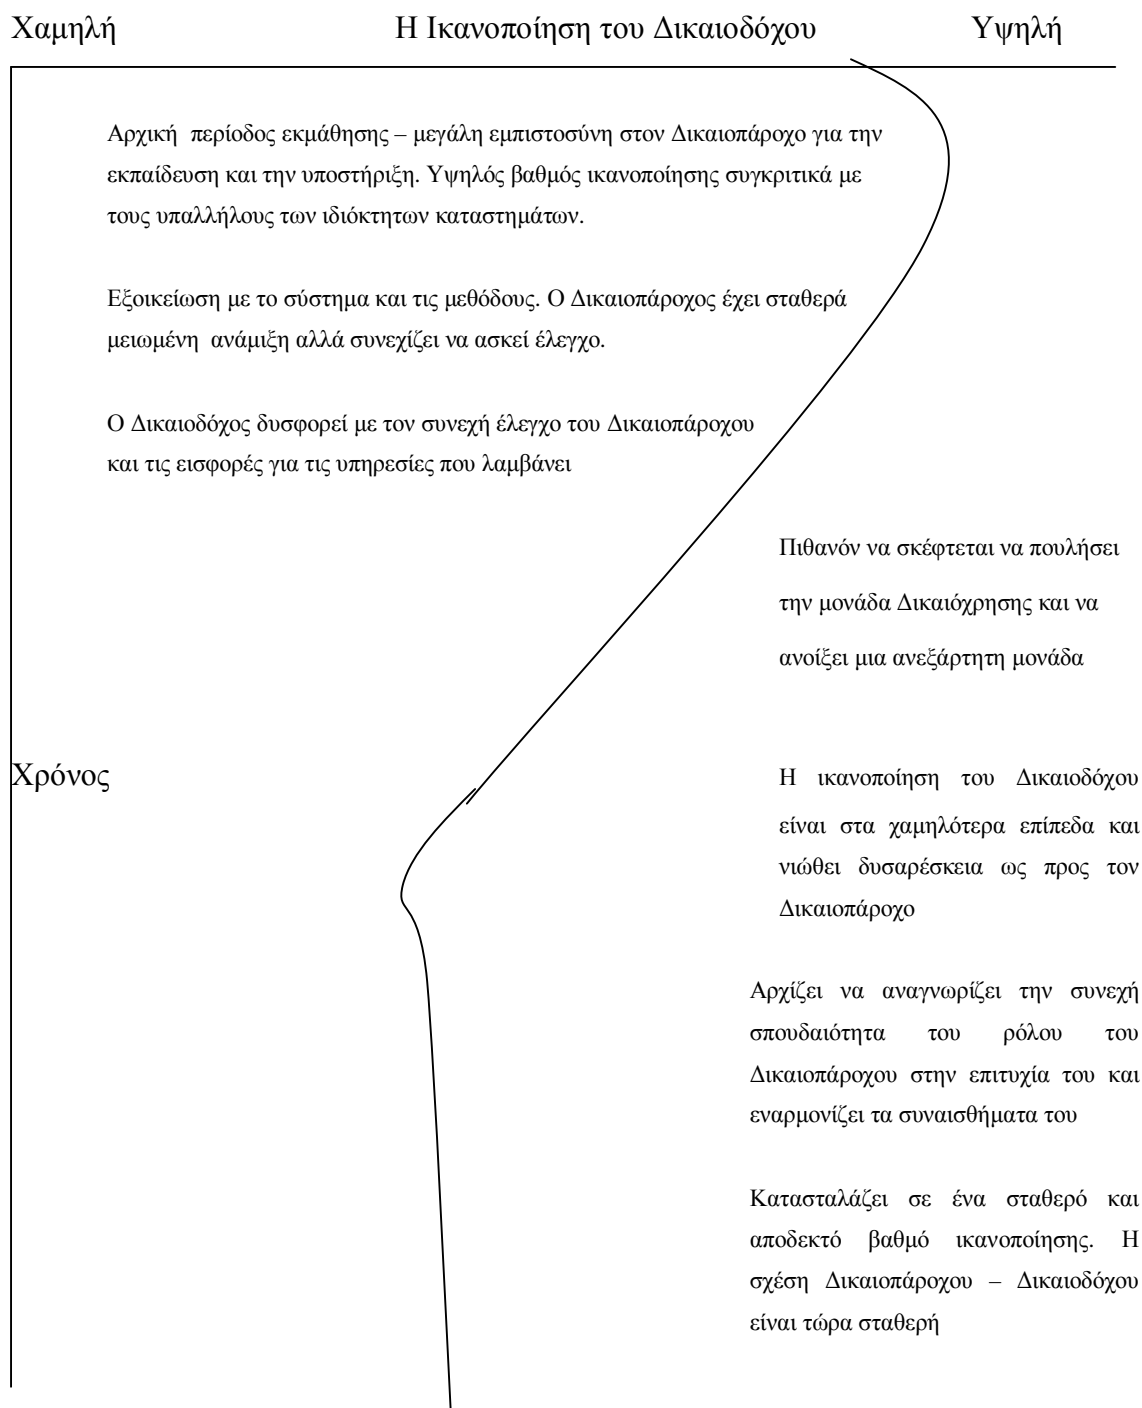 Χαμηλή Η Ικανοποίηση του Δικαιοδόχου Υψηλή
Αρχική περίοδος εκμάθησης – μεγάλη εμπιστοσύνη στον Δικαιοπάροχο για την
εκπαίδευση και την υποστήριξη. Υψηλός βαθμός ικανοποίησης συγκριτικά με
τους υπαλλήλους των ιδιόκτητων καταστημάτων.
Εξοικείωση με το σύστημα και τις μεθόδους. Ο Δικαιοπάροχος έχει σταθερά
μειωμένη ανάμιξη αλλά συνεχίζει να ασκεί έλεγχο.
Ο Δικαιοδόχος δυσφορεί με τον συνεχή έλεγχο του Δικαιοπάροχου
και τις εισφορές για τις υπηρεσίες που λαμβάνει
Πιθανόν να σκέφτεται να πουλήσει
την μονάδα Δικαιόχρησης και να
ανοίξει μια ανεξάρτητη μονάδα
Χρόνος
Η ικανοποίηση του Δικαιοδόχου
είναι στα χαμηλότερα επίπεδα και
νιώθει δυσαρέσκεια ως προς τον
Δικαιοπάροχο
Αρχίζει να αναγνωρίζει την συνεχή
σπουδαιότητα του ρόλου του
Δικαιοπάροχου στην επιτυχία του και
εναρμονίζει τα συναισθήματα του
Κατασταλάζει σε ένα σταθερό και
αποδεκτό βαθμό ικανοποίησης. Η
σχέση Δικαιοπάροχου – Δικαιοδόχου
είναι τώρα σταθερή